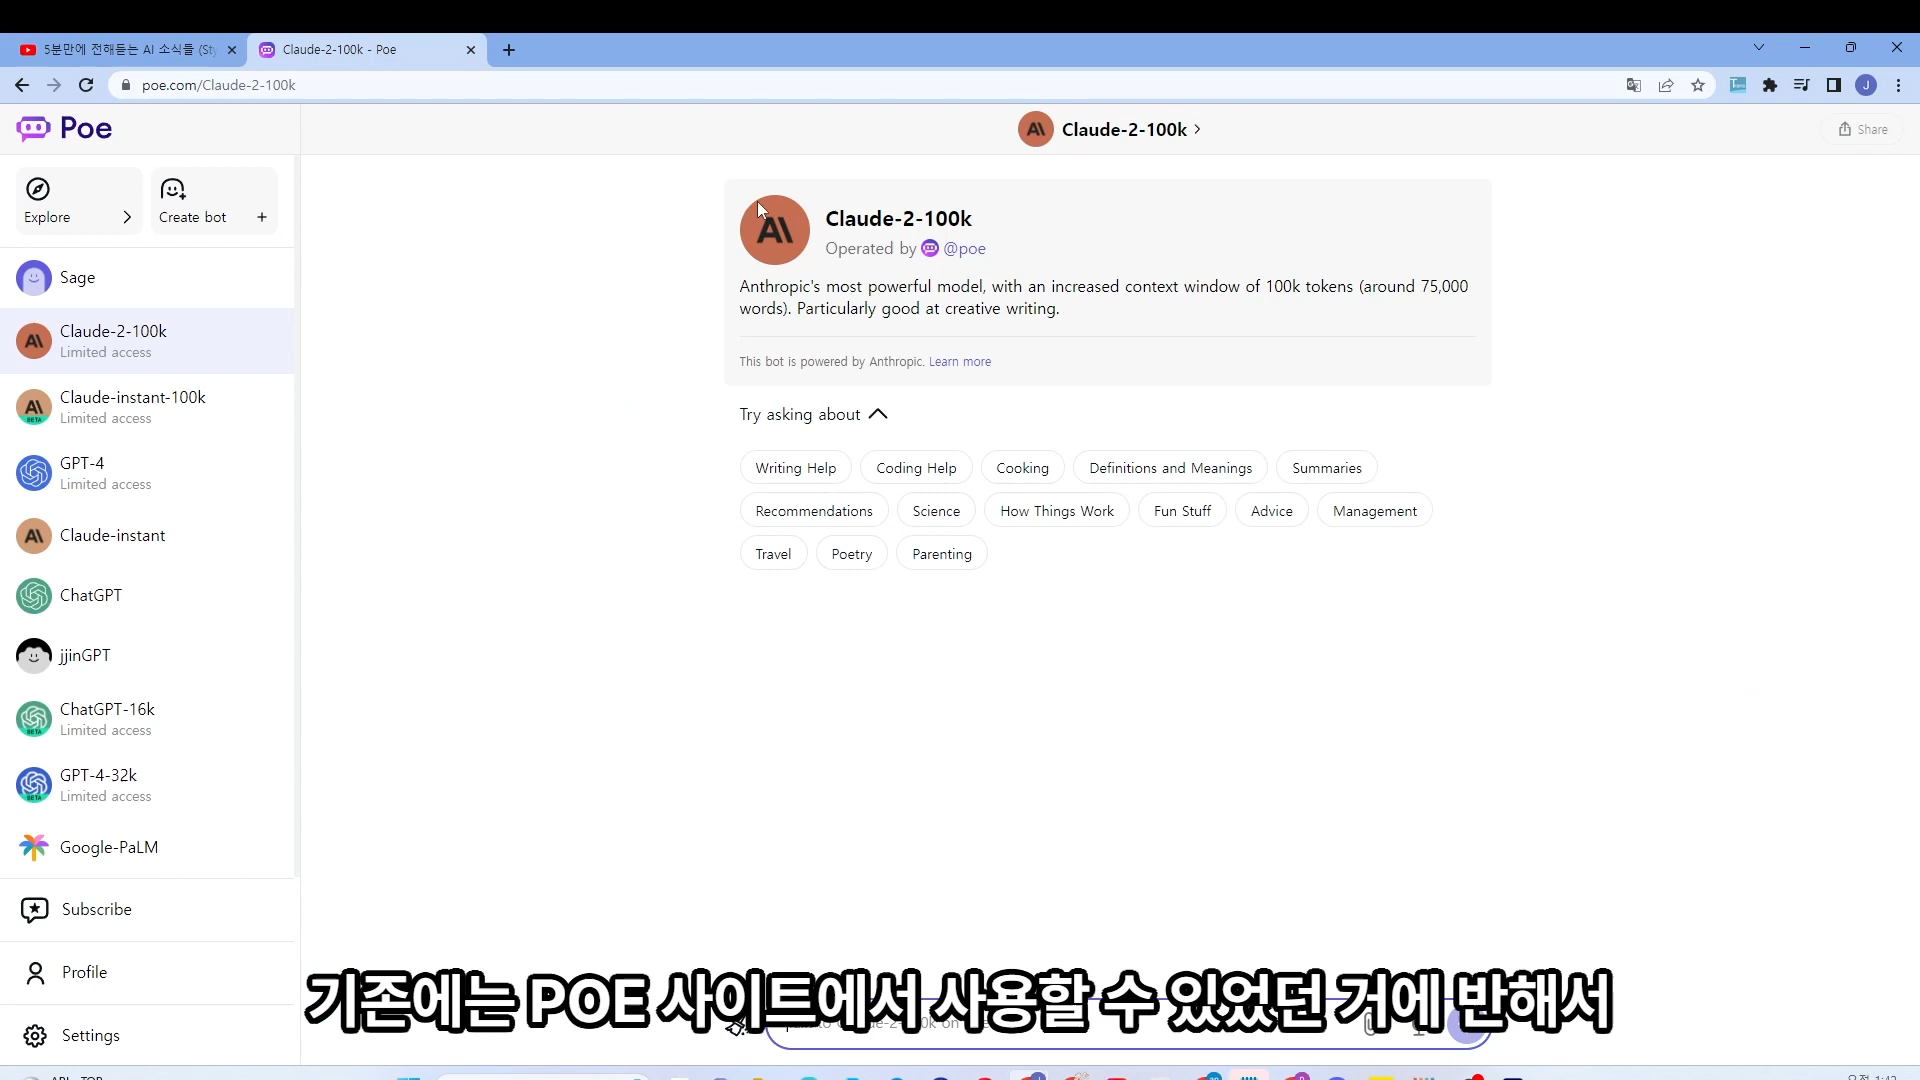 5분만에 전해듣는 AI 소식들 (Sty
Claude-2-100k - Poe
poe.com/Claude-2-100k
J
Poe
Claude-2-100k
Share
Explore
Create bot
Sage
Claude-2-100k
Limited access
Claude-instant-100k
Limited access
GPT-4
Limited access
Claude-instant
ChatGPT
jjinGPT
ChatGPT-16k
Limited access
GPT-4-32k
Limited access
Google-PaLM
Subscribe
Profile
Settings
Claude-2-100k
Operated by @poe
Anthropic's most powerful model, with an increased context window of 100k tokens (around 75,000
words). Particularly good at creative writing.
This bot is powered by Anthropic. Learn more
Try asking about
Writing Help Coding Help Cooking Definitions and Meanings Summaries
Recommendations Science How Things Work Fun Stuff Advice Management
Travel Poetry Parenting
기존에는 POE 사이트에서 사용할 수 있었던 거에 반해서